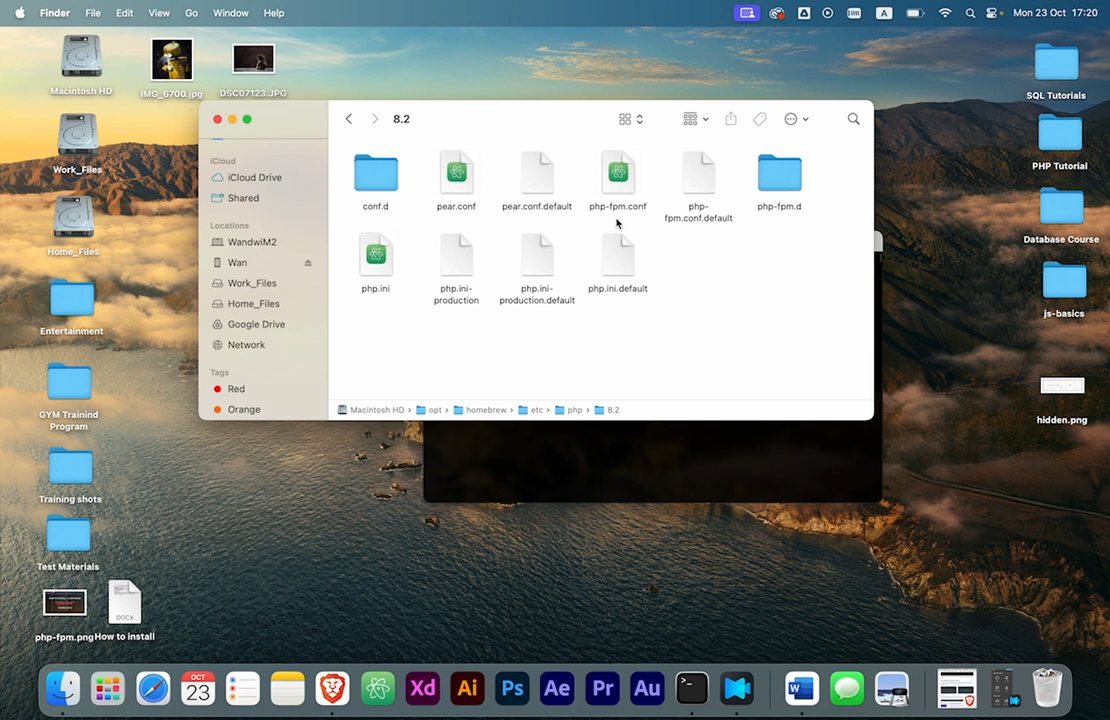 Finder File Edit View Go Window Help
A
Mon 23 Oct 17:20
Macintosh HD
IMG_6700.jpg
DSC07123.JPG
Work_Files
Home_Files
Entertainment
GYM Trainind
Program
Training shots
Test Materials
php-fpm.png
DOCX
How to install
8.2
iCloud
iCloud Drive
Shared
Locations
WandwiM2
Wan
Work_Files
Home_Files
Google Drive
Network
Tags
Red
Orange
conf.d
pear.conf
pear.conf.default
php-fpm.conf
php-
fpm.conf.default
php-fpm.d
php.ini
php.ini-
production
php.ini-
production.default
php.ini.default
Macintosh HD › opt › homebrew › etc › php › 8.2
SQL Tutorials
PHP Tutorial
Database Course
js-basics
hidden.png
OCT
23
Xd
Ai
Ps
Ae
Pr
Au
>_
W